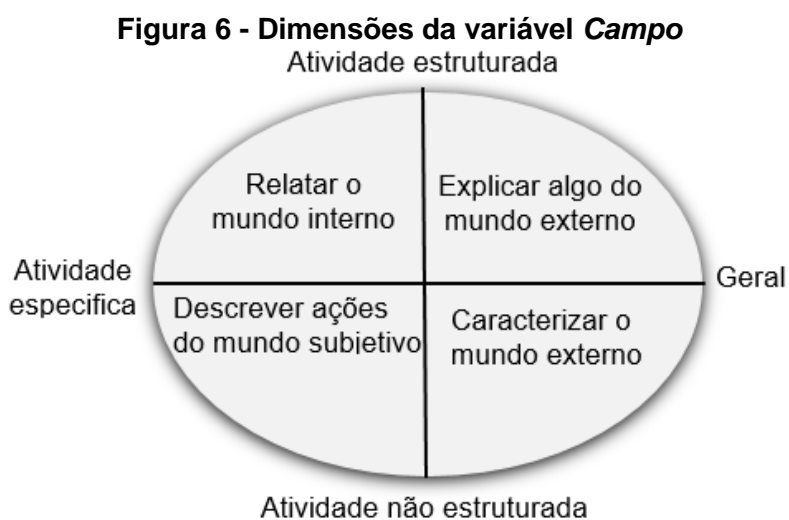 Figura 6 - Dimensões da variável Campo
Atividade estruturada
Relatar o
mundo interno
Explicar algo do
mundo externo
Atividade
especifica
Geral
Descrever ações
do mundo subjetivo
Caracterizar o
mundo externo
Atividade não estruturada